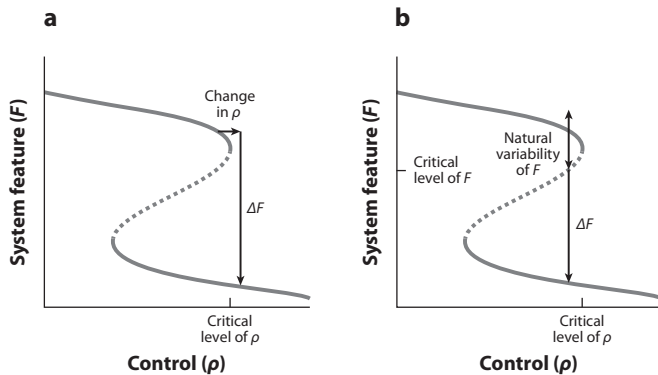 a
System feature (F)
Change
in ρ
ΔF
Critical
level of ρ
Control (ρ)
b
System feature (F)
Critical
level of F
Natural
variability
of F
ΔF
Critical
level of ρ
Control (ρ)